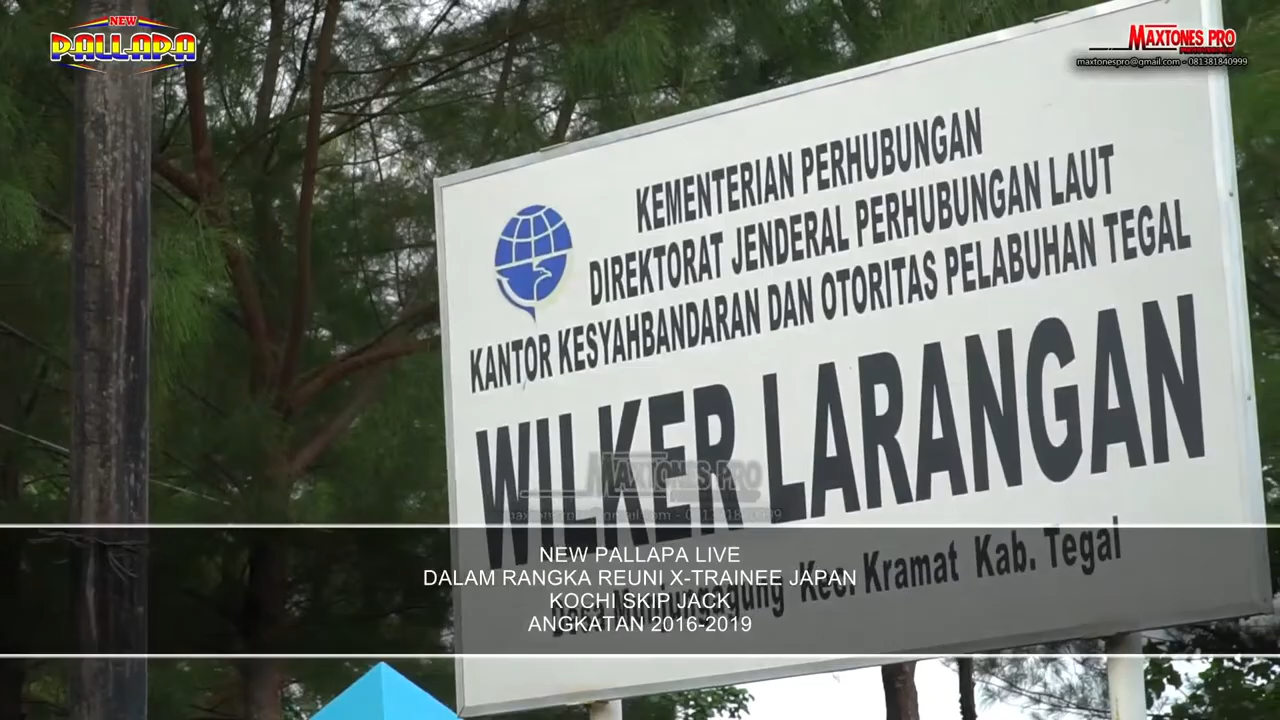 NEW
PALLAPA
MAXTONES PRO
maxtonespro@gmail.com - 081381840999
KEMENTERIAN PERHUBUNGAN
DIREKTORAT JENDERAL PERHUBUNGAN LAUT
KANTOR KESYAHBANDARAN DAN OTORITAS PELABUHAN TEGAL
WILKER LARANGAN
MAXTONES PRO
Kec. Kramat Kab. Tegal
NEW PALLAPA LIVE
DALAM RANGKA REUNI X-TRAINEE JAPAN
KOCHI SKIP JACK
ANGKATAN 2016-2019